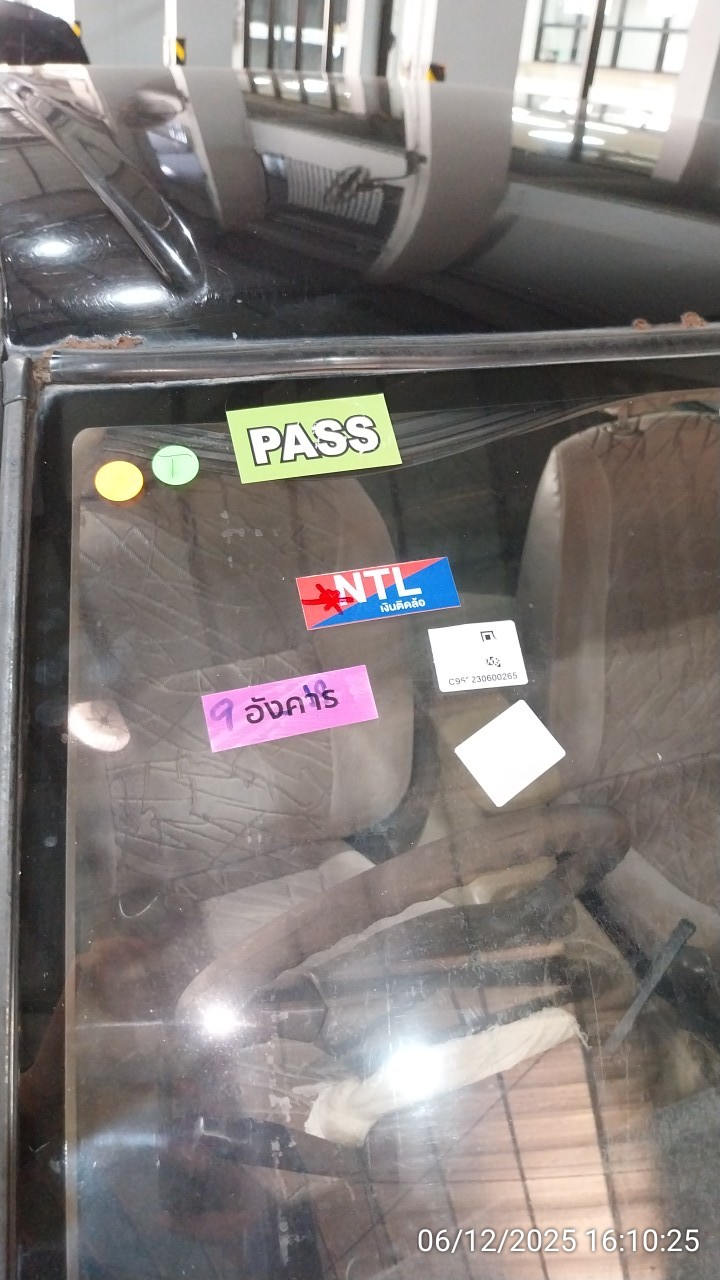 PASS
T
NTL
เงินติดล้อ
230600265
9 อังคาร
06/12/2025 16:10:25